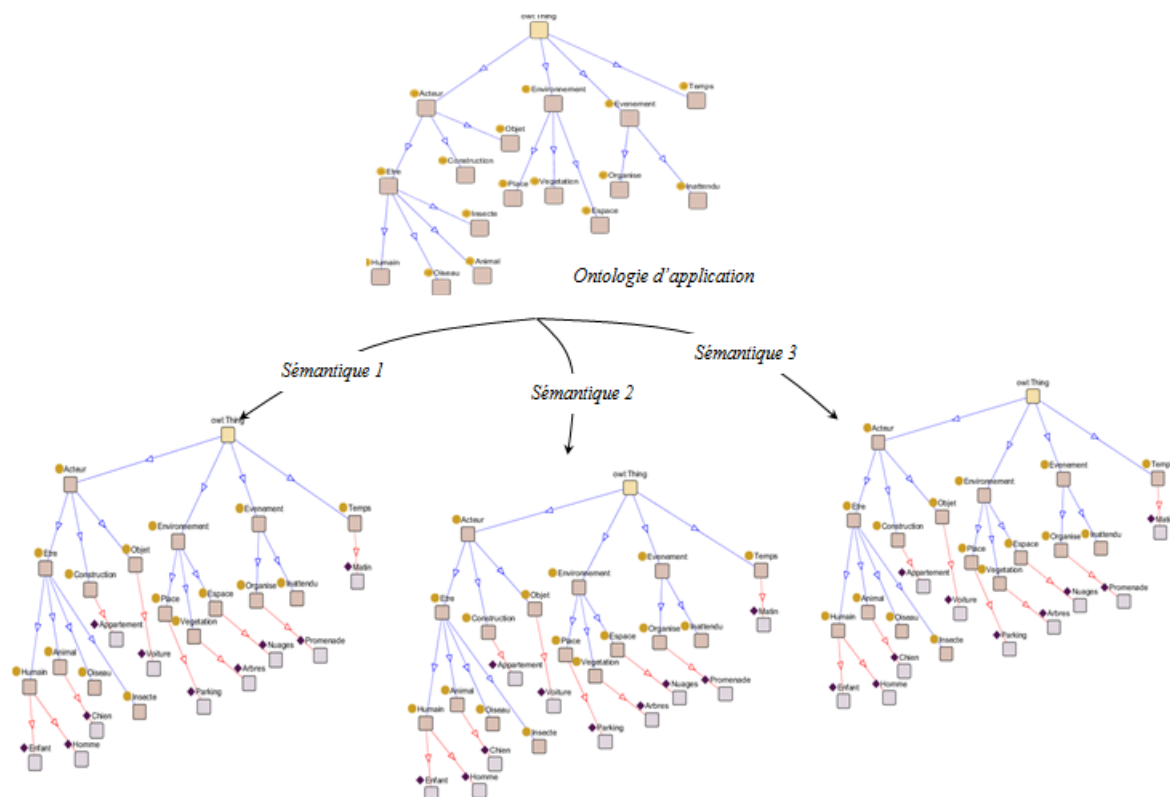 owl:Thing
Temps
Acteur
Environnement
Evenement
Objet
Construction
Etre
Place
Vegetation
Organise
Inattendu
Espace
Insecte
Humain
Oiseau
Animal
Ontologie d'application
Sémantique 1
Sémantique 2
Sémantique 3
owl:Thing
Acteur
Temps
Environnement
Evenement
Etre
Objet
Construction
Matin
Place
Espace
Organise
Inattendu
Appartement
Vegetation
Promenade
Animal
Voiture
Nuages
Humain
Oiseau
Arbres
Insecte
Parking
Chien
Enfant
Homme
owl:Thing
Acteur
Temps
Environnement
Evenement
Etre
Objet
Construction
Matin
Place
Espace
Organise
Inattendu
Appartement
Vegetation
Promenade
Animal
Voiture
Nuages
Humain
Oiseau
Arbres
Insecte
Parking
Chien
Enfant
Homme
owl:Thing
Acteur
Temps
Evenement
Environnement
Etre
Objet
Construction
Matin
Place
Espace
Organise
Inattendu
Appartement
Vegetation
Promenade
Voiture
Nuages
Animal
Arbres
Humain
Oiseau
Insecte
Parking
Chien
Enfant
Homme